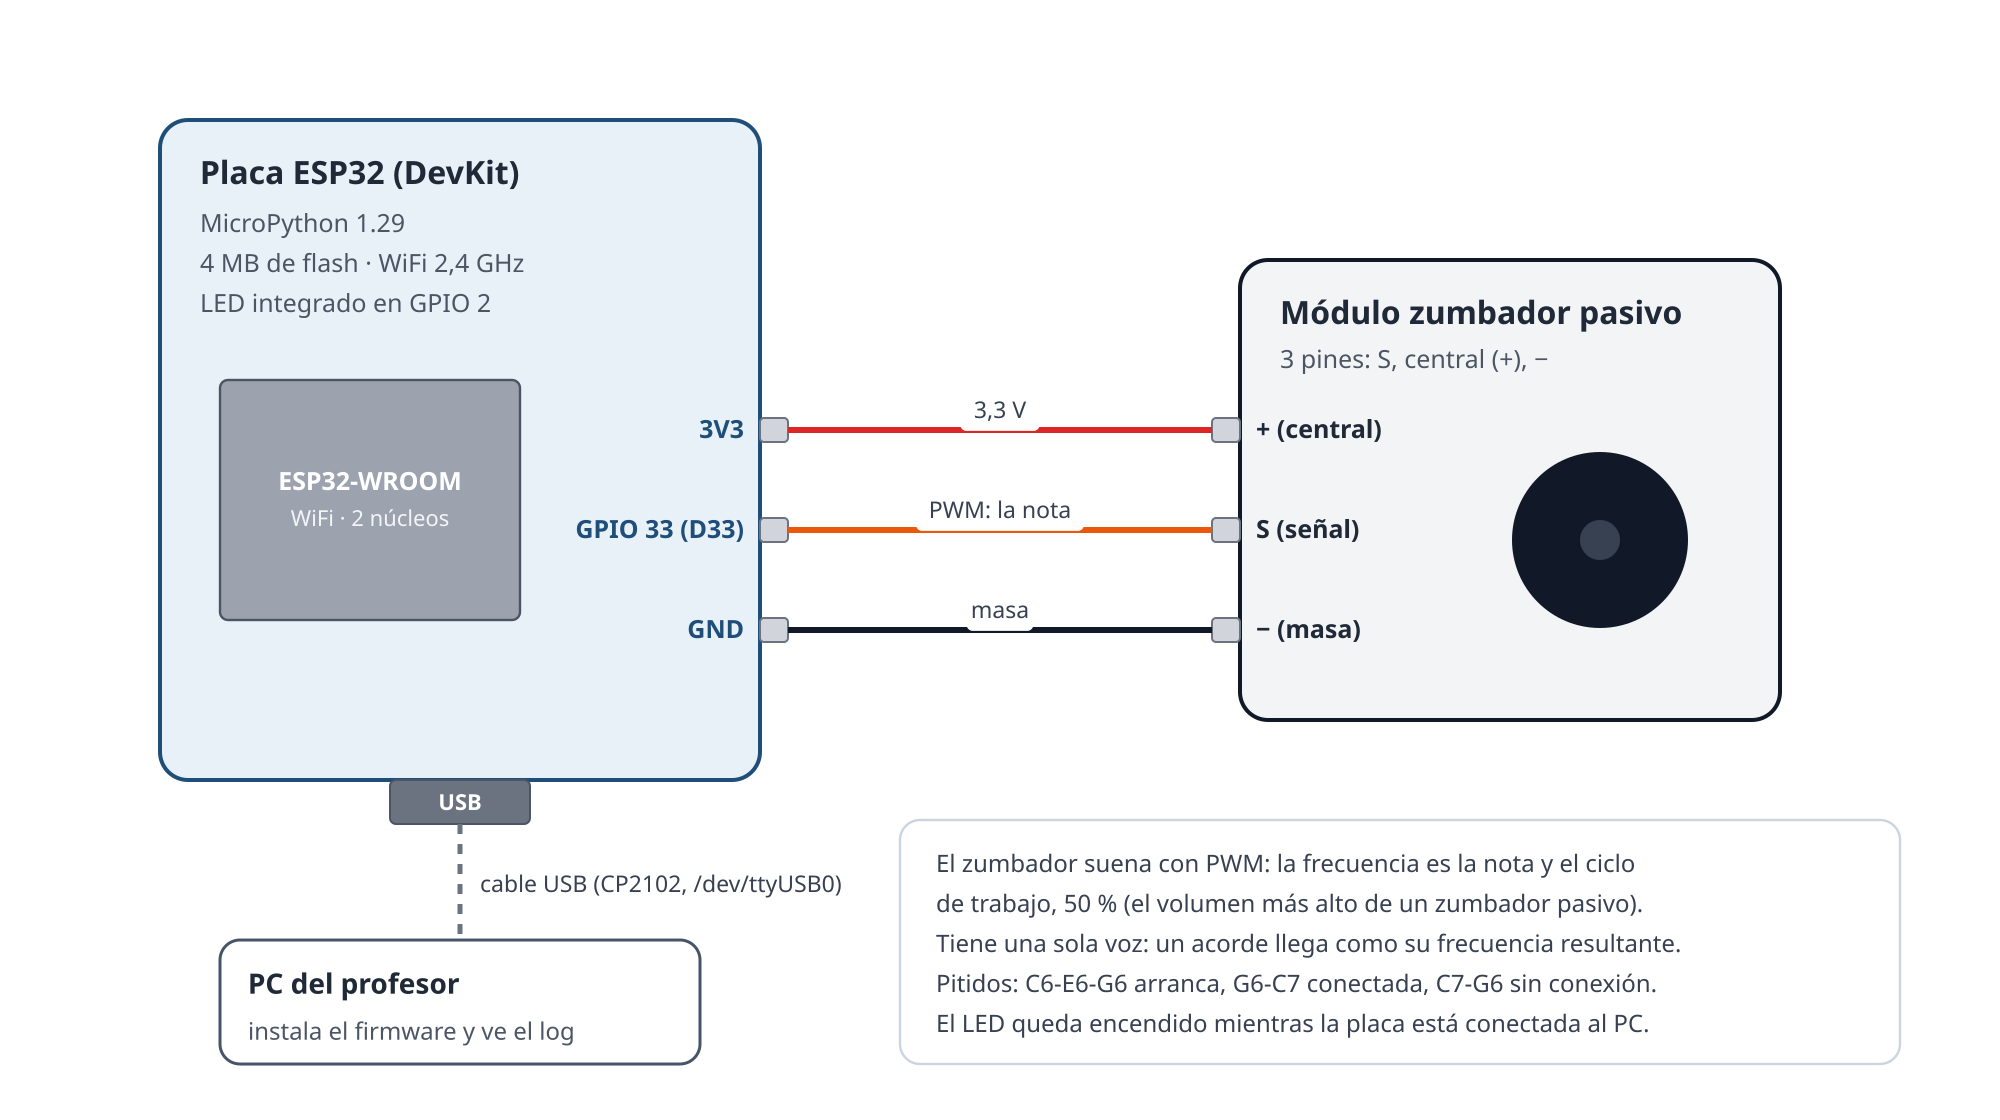 Placa ESP32 (DevKit)
MicroPython 1.29
4 MB de flash · WiFi 2,4 GHz
LED integrado en GPIO 2
ESP32-WROOM
WiFi · 2 núcleos
3V3
GPIO 33 (D33)
GND
3,3 V
PWM: la nota
masa
Módulo zumbador pasivo
3 pines: S, central (+), −
+ (central)
S (señal)
− (masa)
USB
cable USB (CP2102, /dev/ttyUSB0)
PC del profesor
instala el firmware y ve el log
El zumbador suena con PWM: la frecuencia es la nota y el ciclo
de trabajo, 50 % (el volumen más alto de un zumbador pasivo).
Tiene una sola voz: un acorde llega como su frecuencia resultante.
Pitidos: C6-E6-G6 arranca, G6-C7 conectada, C7-G6 sin conexión.
El LED queda encendido mientras la placa está conectada al PC.